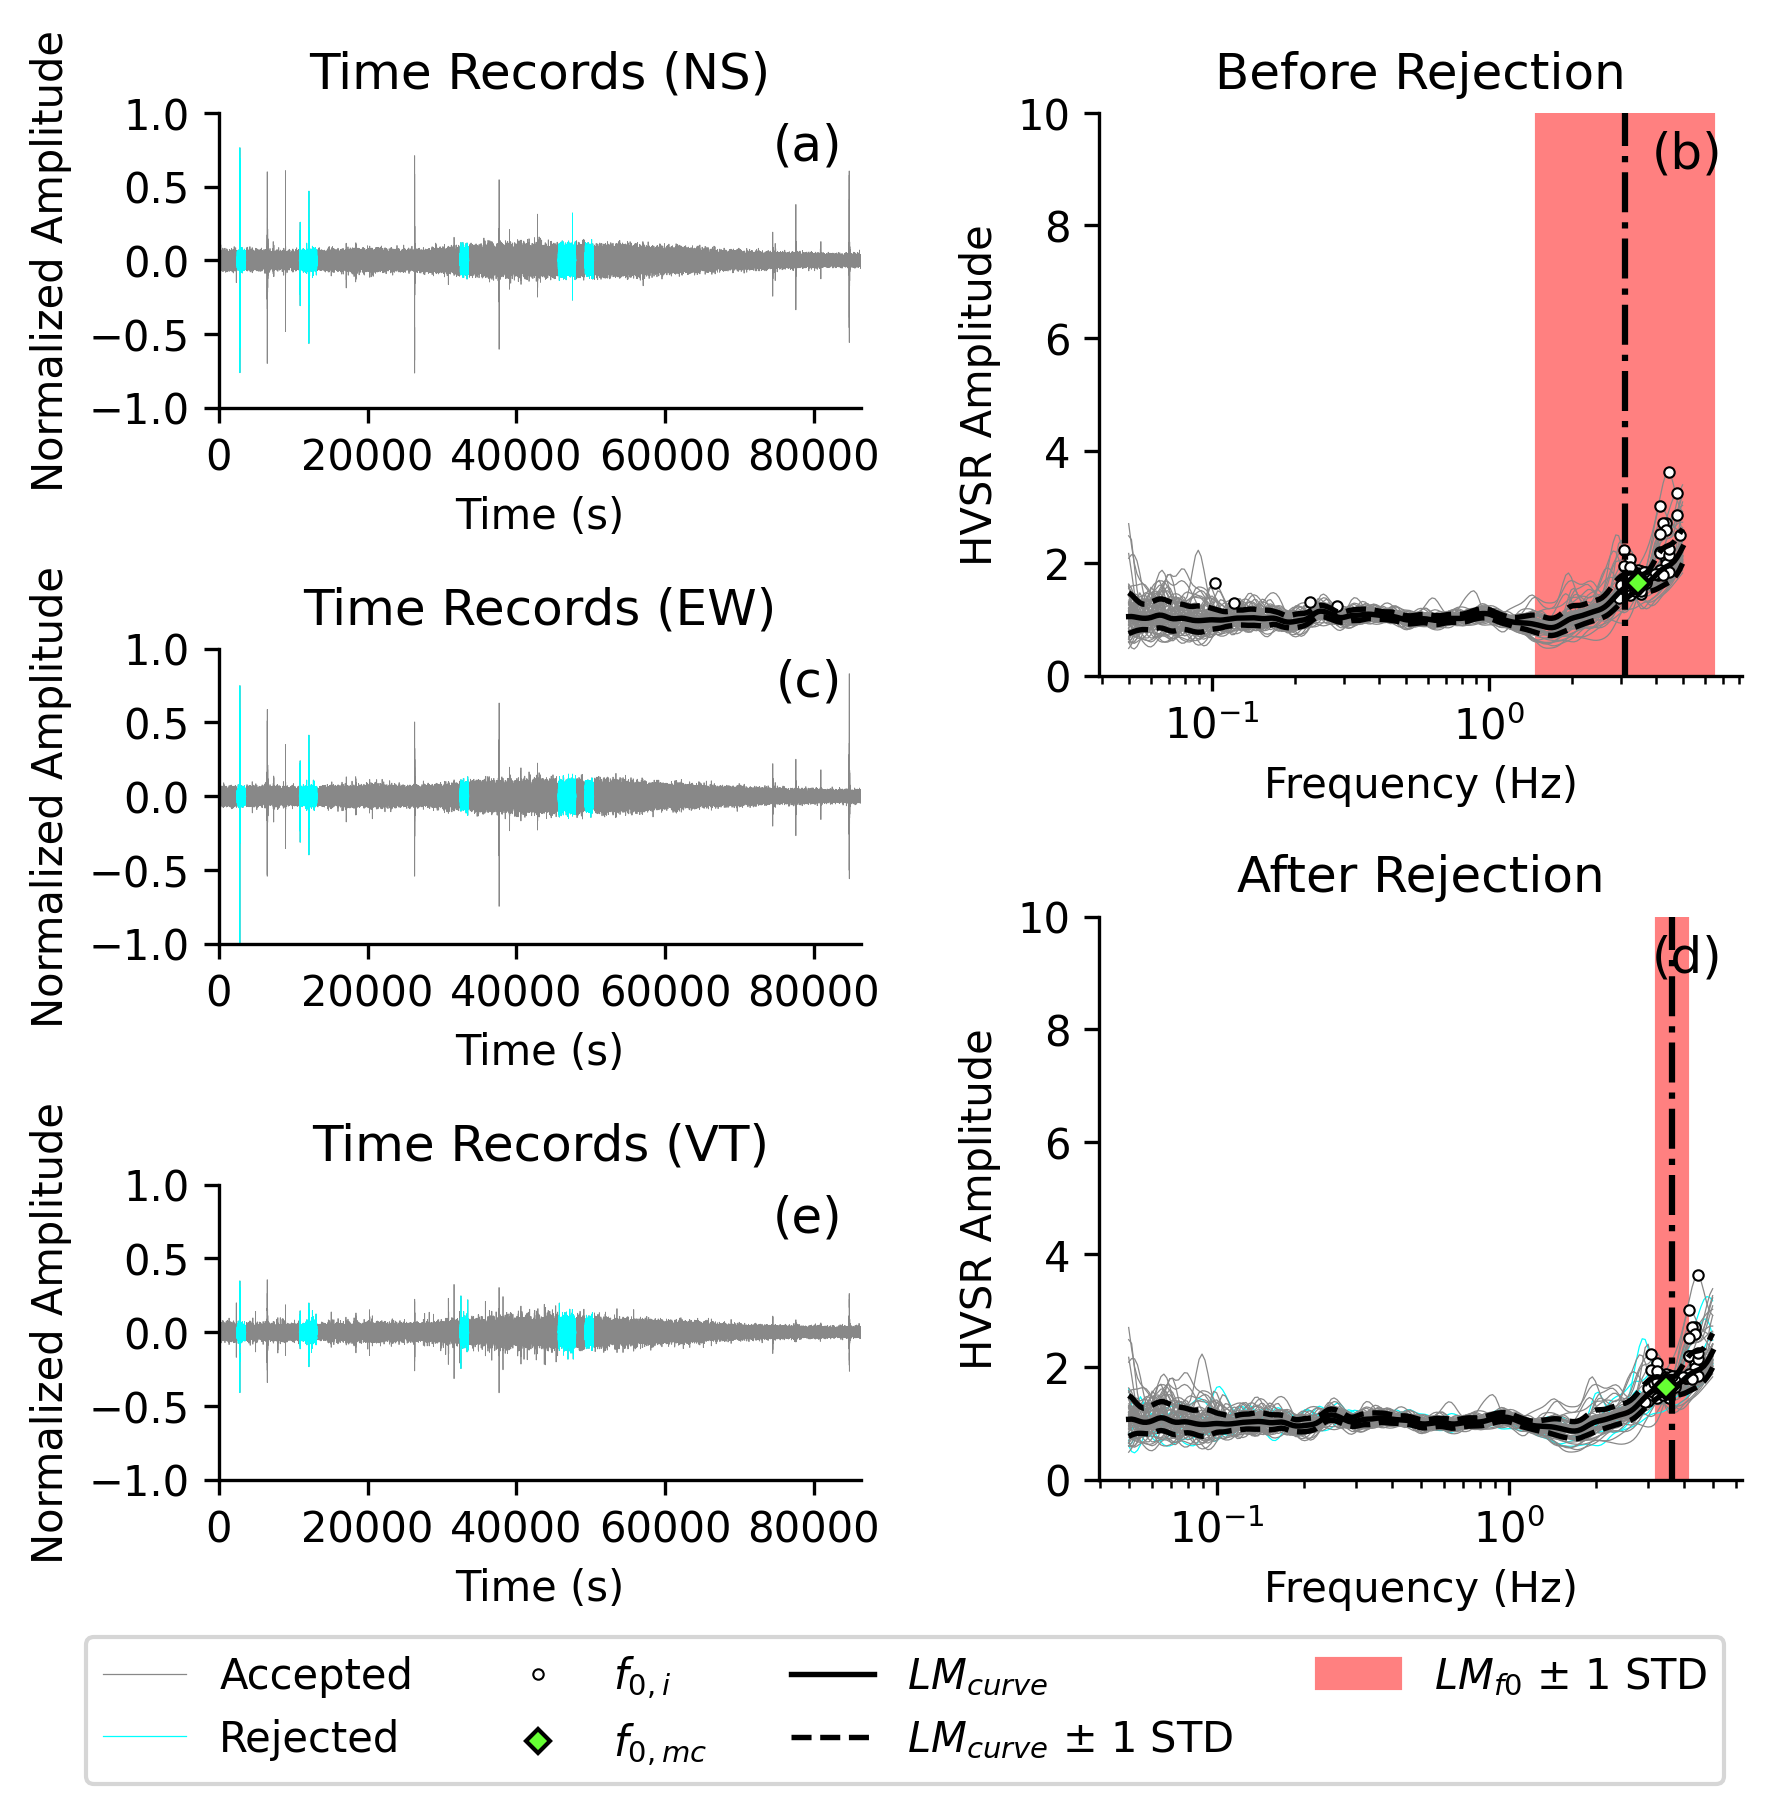 Time Records (NS)
Normalized Amplitude
1.0
0.5
0.0
−0.5
−1.0
(a)
0 20000 40000 60000 80000
Time (s)
Before Rejection
HVSR Amplitude
10
8
6
4
2
0
(b)
10⁻¹ 10⁰
Frequency (Hz)
Time Records (EW)
Normalized Amplitude
1.0
0.5
0.0
−0.5
−1.0
(c)
0 20000 40000 60000 80000
Time (s)
After Rejection
HVSR Amplitude
10
8
6
4
2
0
(d)
10⁻¹ 10⁰
Frequency (Hz)
Time Records (VT)
Normalized Amplitude
1.0
0.5
0.0
−0.5
−1.0
(e)
0 20000 40000 60000 80000
Time (s)
Accepted
Rejected
f0,i
f0,mc
LMcurve
LMcurve ± 1 STD
LMf0 ± 1 STD